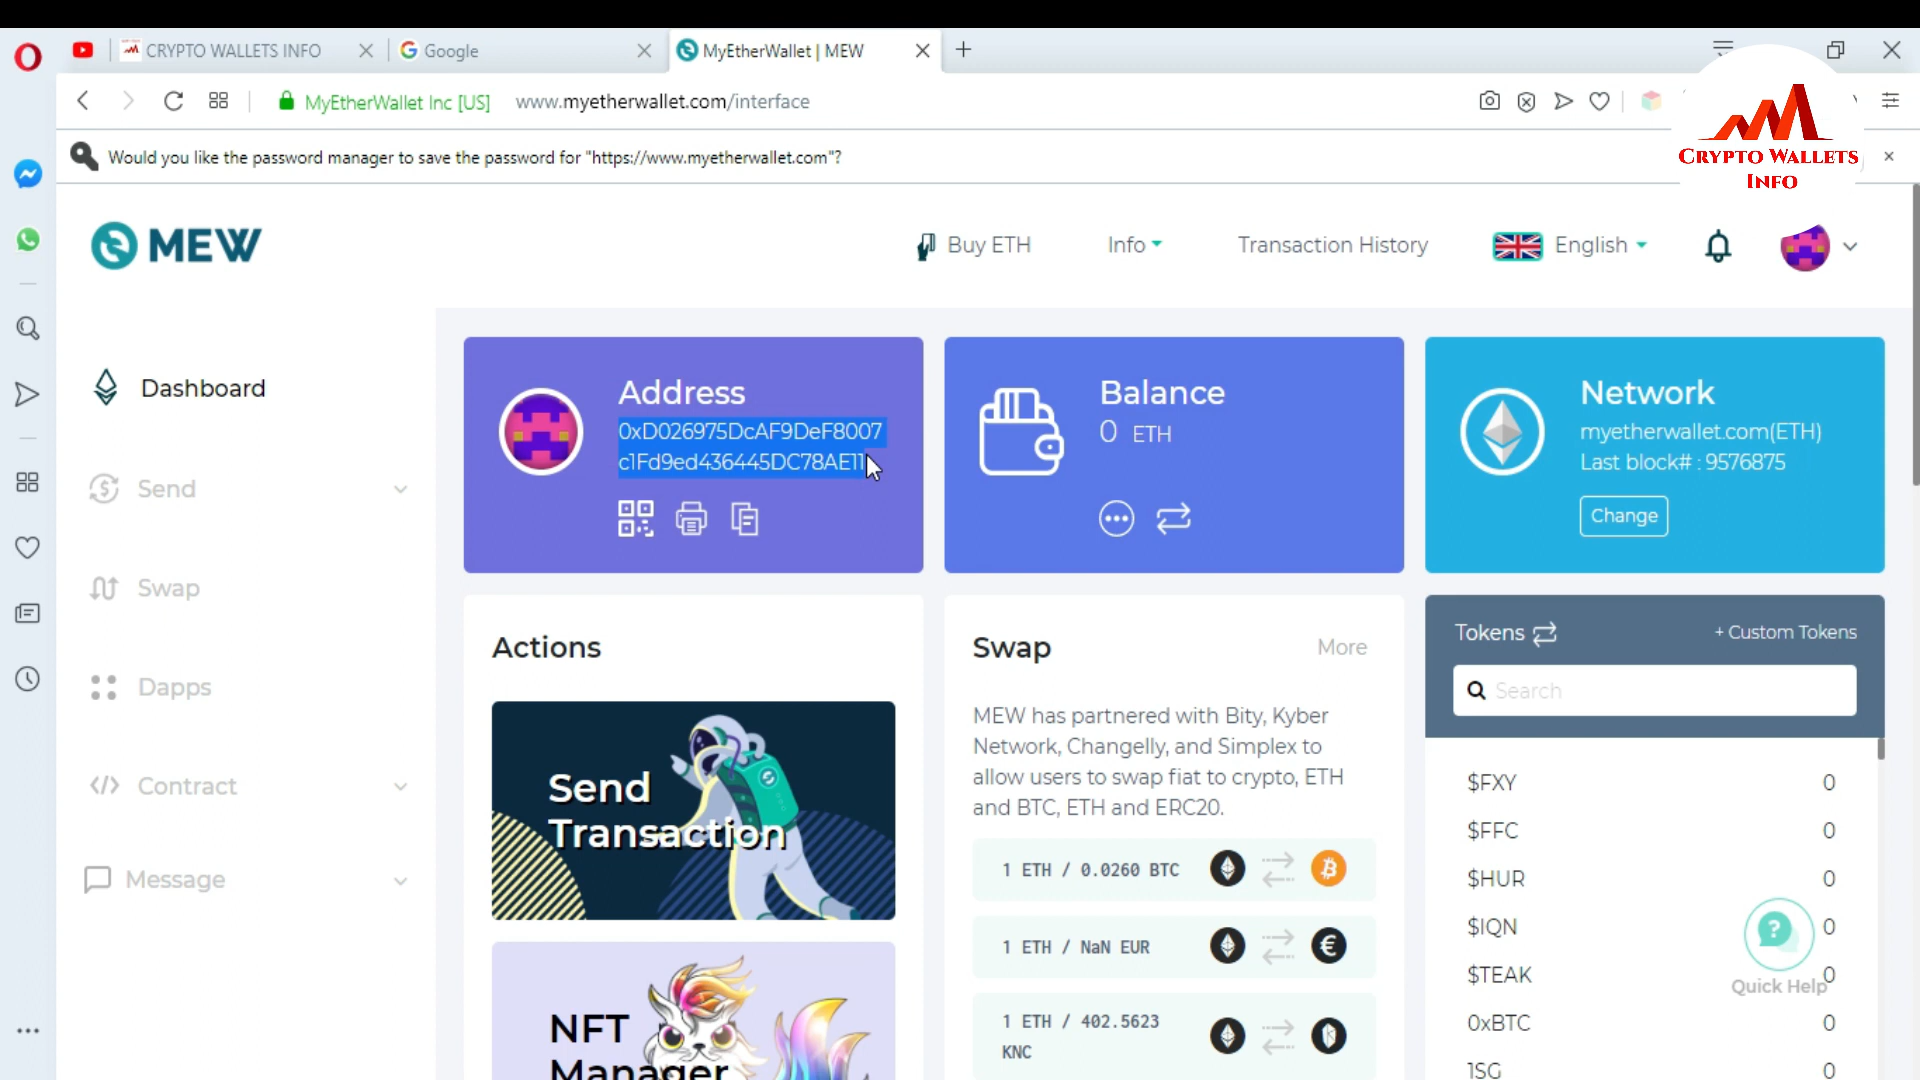 CRYPTO WALLETS INFO
Google
MyEtherWallet | MEW
MyEtherWallet Inc [US]
www.myetherwallet.com/interface
CRYPTO WALLETS
INFO
Would you like the password manager to save the password for "https://www.myetherwallet.com"?
MEW
Buy ETH
Info
Transaction History
English
Dashboard
Send
Swap
Dapps
Contract
Message
Address
0xD026975DcAF9DeF8007
c1Fd9ed436445DC78AE11
Balance
0 ETH
Network
myetherwallet.com(ETH)
Last block# : 9576875
Change
Actions
Send
Transaction
NFT
Manager
Swap
More
MEW has partnered with Bity, Kyber
Network, Changelly, and Simplex to
allow users to swap fiat to crypto, ETH
and BTC, ETH and ERC20.
1 ETH / 0.0260 BTC
1 ETH / NaN EUR
1 ETH / 402.5623
KNC
Tokens
+ Custom Tokens
Search
$FXY 0
$FFC 0
$HUR 0
$IQN 0
$TEAK 0
0xBTC 0
1SG 0
Quick Help